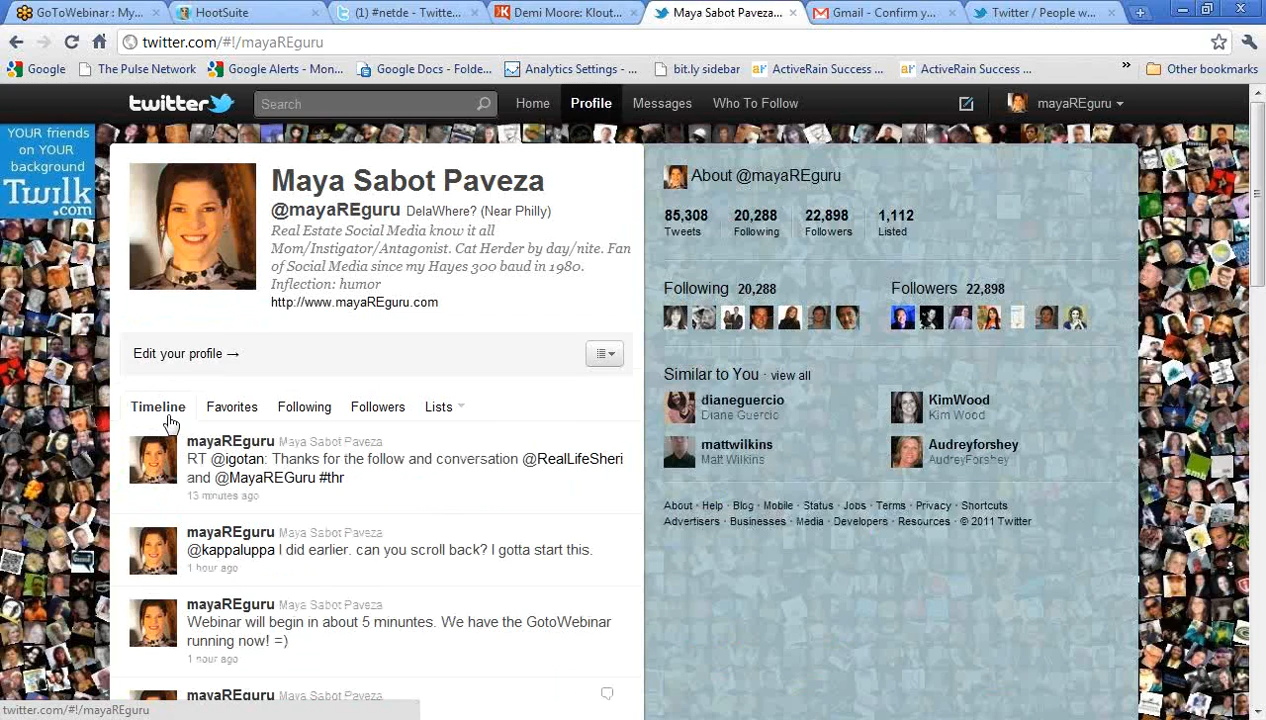 GoToWebinar : My...
HootSuite
(1) #netde - Twitte...
Demi Moore: Klout...
Maya Sabot Paveza...
Gmail - Confirm y...
Twitter / People w...
twitter.com/#!/mayaREguru
Google
The Pulse Network
Google Alerts - Mon...
Google Docs - Folde...
Analytics Settings - ...
bit.ly sidebar
ActiveRain Success ...
ActiveRain Success ...
Other bookmarks
twitter
Search
Home
Profile
Messages
Who To Follow
mayaREguru
YOUR friends
on YOUR
background
Twilk
.com
Maya Sabot Paveza
@mayaREguru DelaWhere? (Near Philly)
Real Estate Social Media know it all
Mom/Instigator/Antagonist. Cat Herder by day/nite. Fan
of Social Media since my Hayes 300 baud in 1980.
Inflection: humor
http://www.mayaREguru.com
Edit your profile →
Timeline
Favorites
Following
Followers
Lists
mayaREguru Maya Sabot Paveza
RT @igotan: Thanks for the follow and conversation @RealLifeSheri
and @MayaREGuru #thr
13 minutes ago
mayaREguru Maya Sabot Paveza
@kappaluppa I did earlier. can you scroll back? I gotta start this.
1 hour ago
mayaREguru Maya Sabot Paveza
Webinar will begin in about 5 minuntes. We have the GotoWebinar
running now! =)
1 hour ago
mayaREguru Maya Sabot Paveza
About @mayaREguru
85,308 20,288 22,898 1,112
Tweets Following Followers Listed
Following 20,288
Followers 22,898
Similar to You · view all
dianeguercio
Diane Guercio
KimWood
Kim Wood
mattwilkins
Matt Wilkins
Audreyforshey
AudreyForshey
About · Help · Blog · Mobile · Status · Jobs · Terms · Privacy · Shortcuts
Advertisers · Businesses · Media · Developers · Resources · © 2011 Twitter
twitter.com/#!/mayaREguru